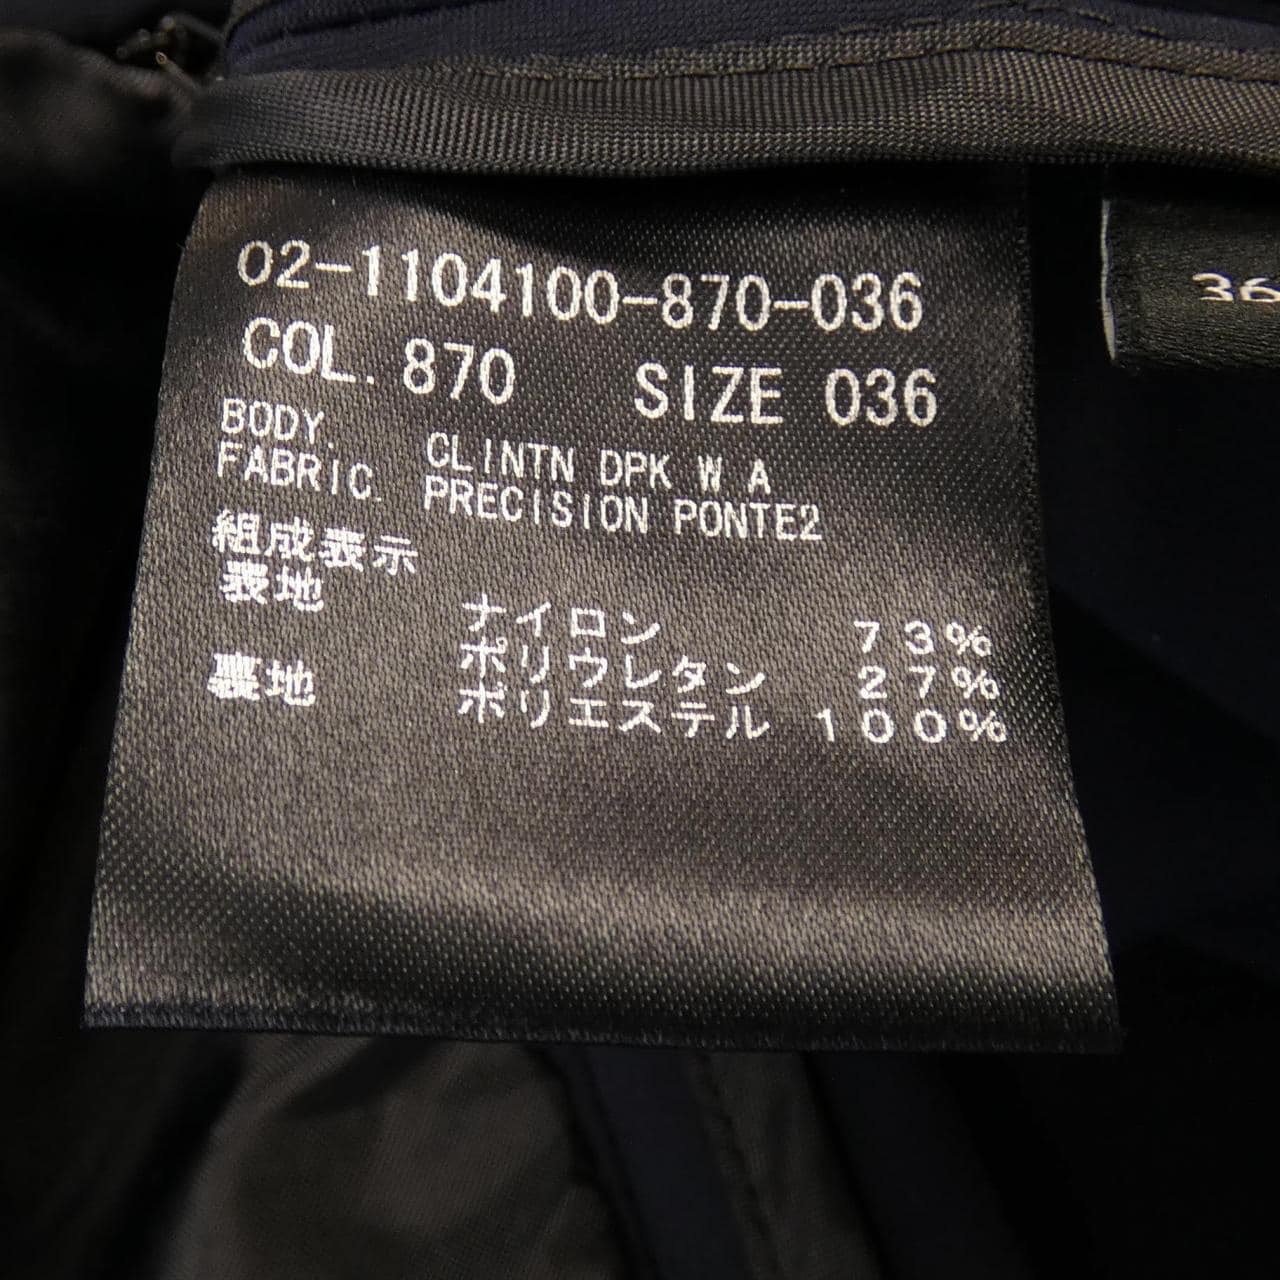 02-1104100-870-036
COL. 870 SIZE 036
BODY. CLINTN DPK W A
FABRIC. PRECISION PONTE2
組成表示
表地 ナイロン 73%
ポリウレタン 27%
裏地 ポリエステル 100%
36